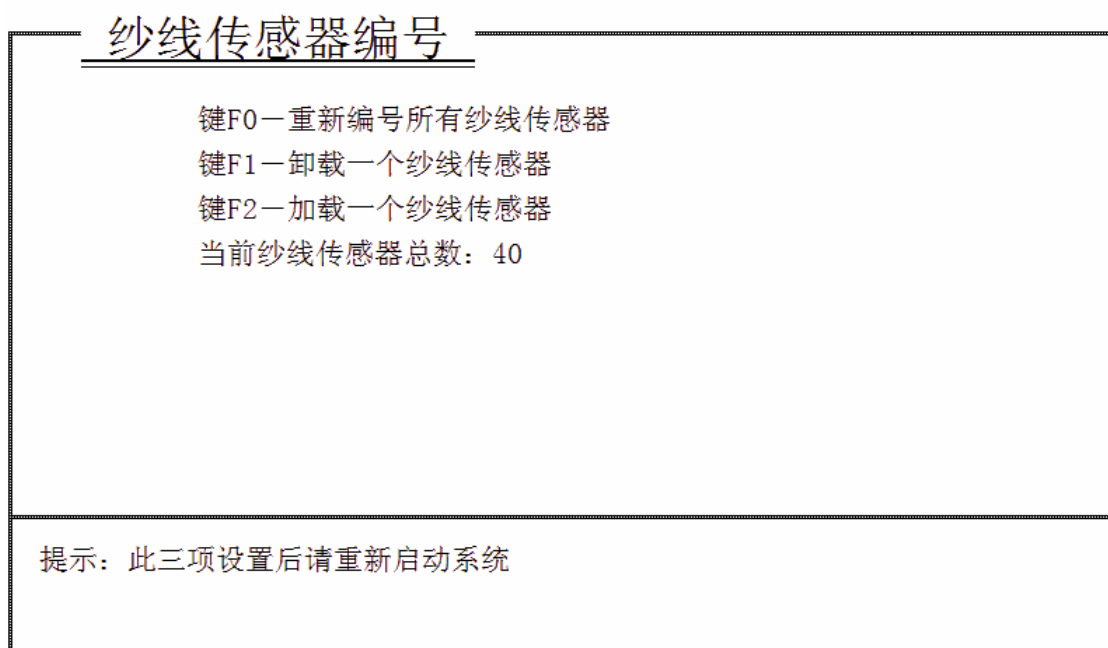 纱线传感器编号
键F0－重新编号所有纱线传感器
键F1－卸载一个纱线传感器
键F2－加载一个纱线传感器
当前纱线传感器总数：40
提示：此三项设置后请重新启动系统